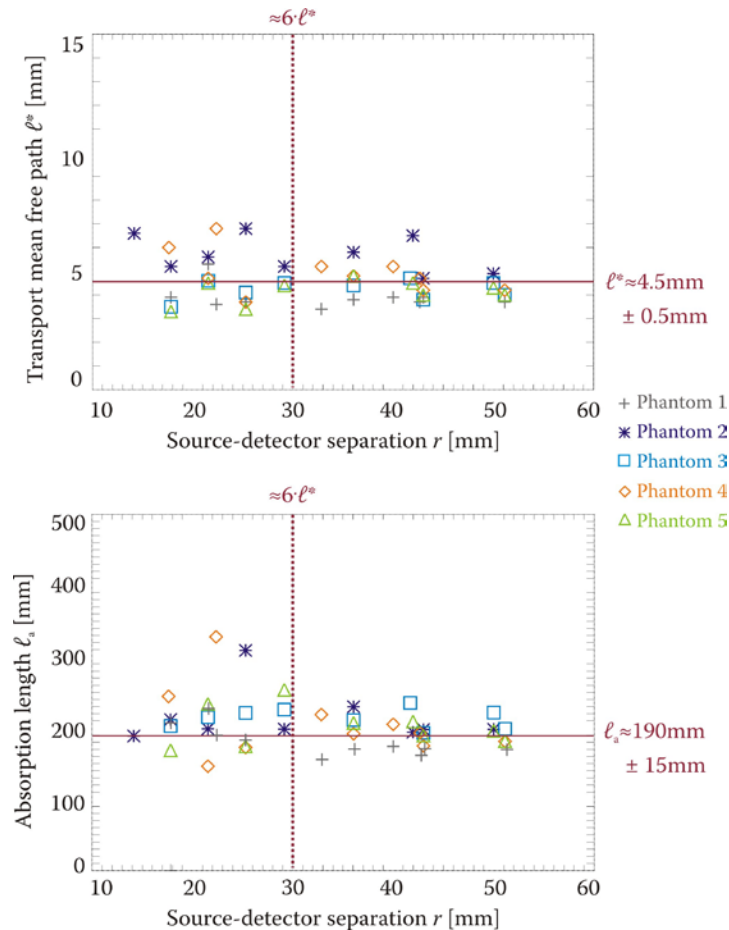 ≈6·ℓ*
15
10
5
0
Transport mean free path ℓ* [mm]
ℓ*≈4.5mm
± 0.5mm
10 20 30 40 50 60
Source-detector separation r [mm]
+ Phantom 1
Phantom 2
Phantom 3
Phantom 4
Phantom 5
≈6·ℓ*
500
400
300
200
100
0
Absorption length ℓa [mm]
ℓa≈190mm
± 15mm
10 20 30 40 50 60
Source-detector separation r [mm]